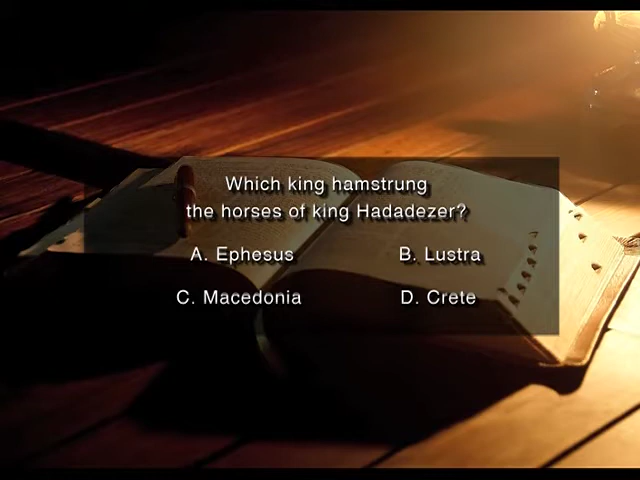 Which king hamstrung
the horses of king Hadadezer?
A. Ephesus B. Lustra
C. Macedonia D. Crete